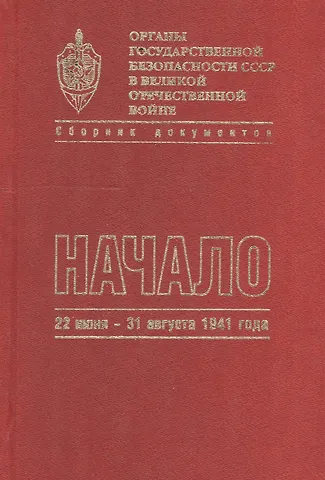 ОРГАНЫ
ГОСУДАРСТВЕННОЙ
БЕЗОПАСНОСТИ СССР
В ВЕЛИКОЙ
ОТЕЧЕСТВЕННОЙ
ВОЙНЕ
Сборник документов
НАЧАЛО
22 июня – 31 августа 1941 года